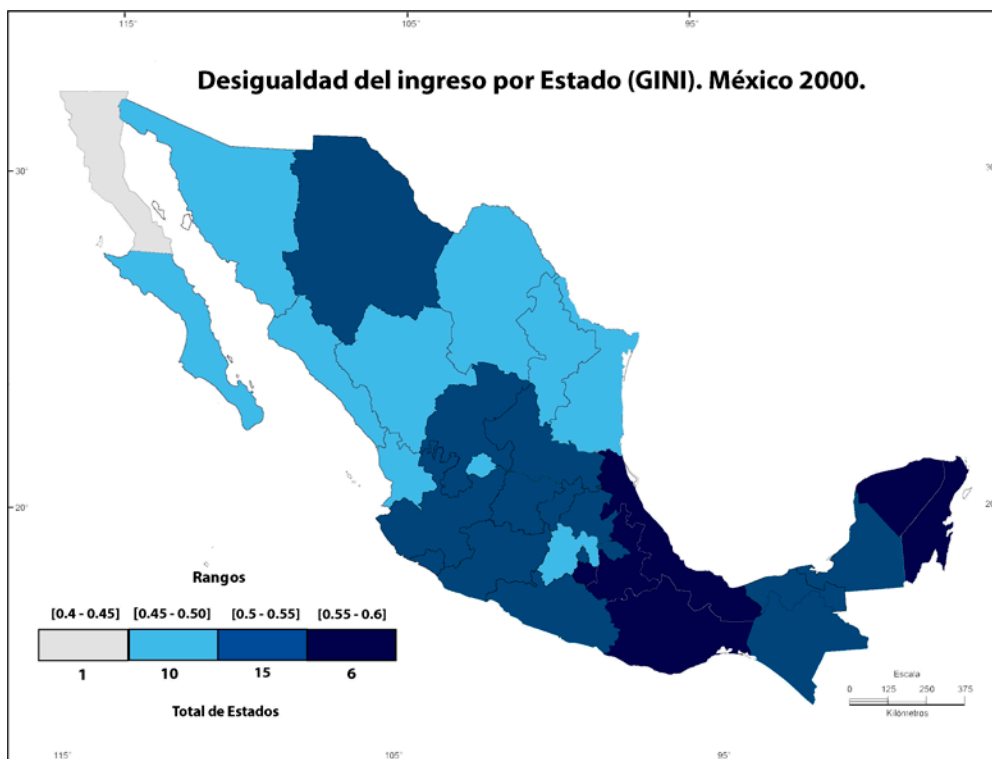 115° 105° 95°
Desigualdad del ingreso por Estado (GINI). México 2000.
30° 30
20° 20
Rangos
[0.4 - 0.45] [0.45 - 0.50] [0.5 - 0.55] [0.55 - 0.6]
1 10 15 6
Total de Estados
Escala
0 125 250 375
Kilómetros
115° 105° 95°